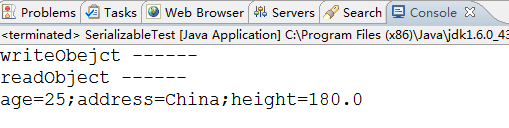 Problems Tasks Web Browser Servers Search Console
<terminated> SerializableTest [Java Application] C:\Program Files (x86)\Java\jdk1.6.0_43
writeObejct ------
readObject ------
age=25;address=China;height=180.0